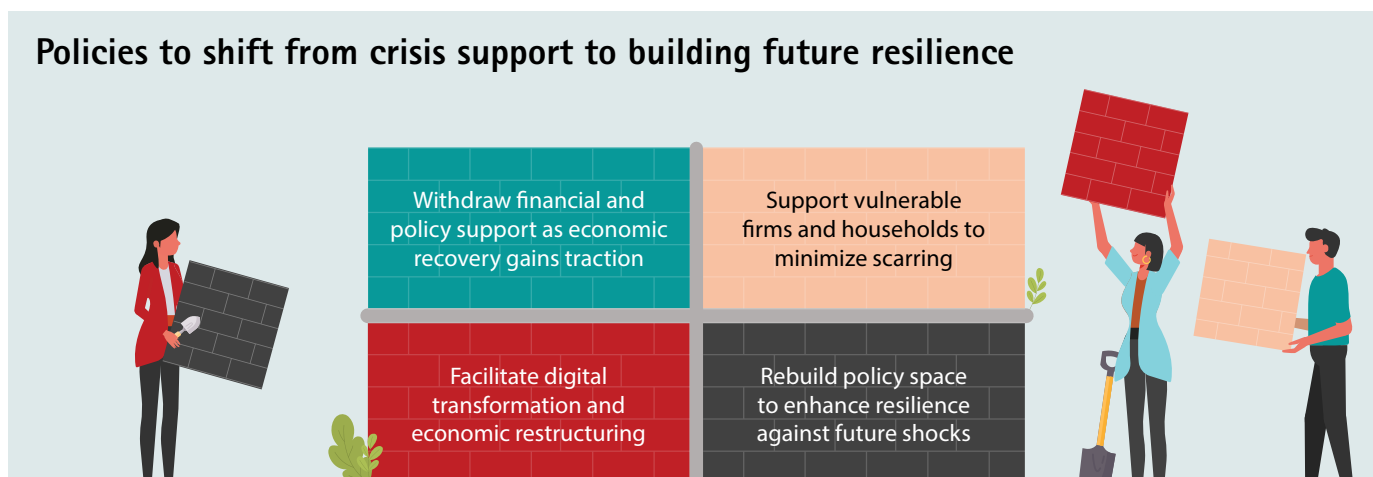 Policies to shift from crisis support to building future resilience
Withdraw financial and
policy support as economic
recovery gains traction
Support vulnerable
firms and households to
minimize scarring
Facilitate digital
transformation and
economic restructuring
Rebuild policy space
to enhance resilience
against future shocks